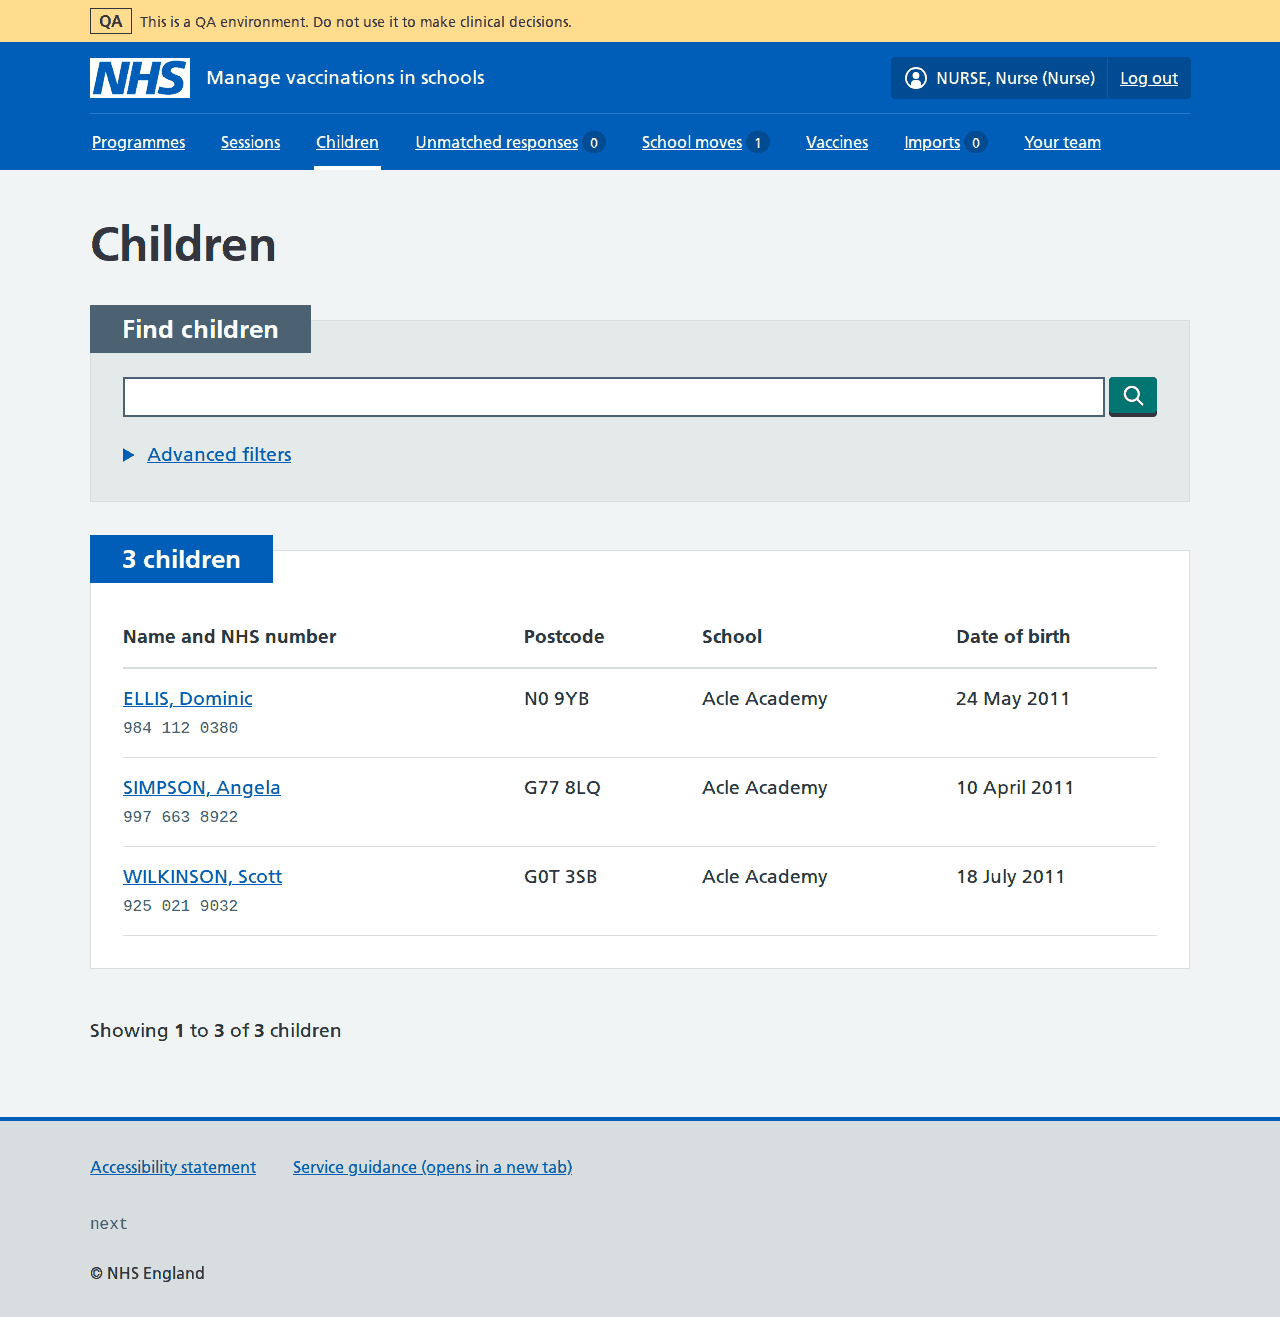 QA This is a QA environment. Do not use it to make clinical decisions.
NHS Manage vaccinations in schools NURSE, Nurse (Nurse) Log out
Programmes Sessions Children Unmatched responses 0 School moves 1 Vaccines Imports 0 Your team
Children
Find children
Advanced filters
3 children
Name and NHS number Postcode School Date of birth
ELLIS, Dominic N0 9YB Acle Academy 24 May 2011
984 112 0380
SIMPSON, Angela G77 8LQ Acle Academy 10 April 2011
997 663 8922
WILKINSON, Scott G0T 3SB Acle Academy 18 July 2011
925 021 9032
Showing 1 to 3 of 3 children
Accessibility statement Service guidance (opens in a new tab)
next
© NHS England